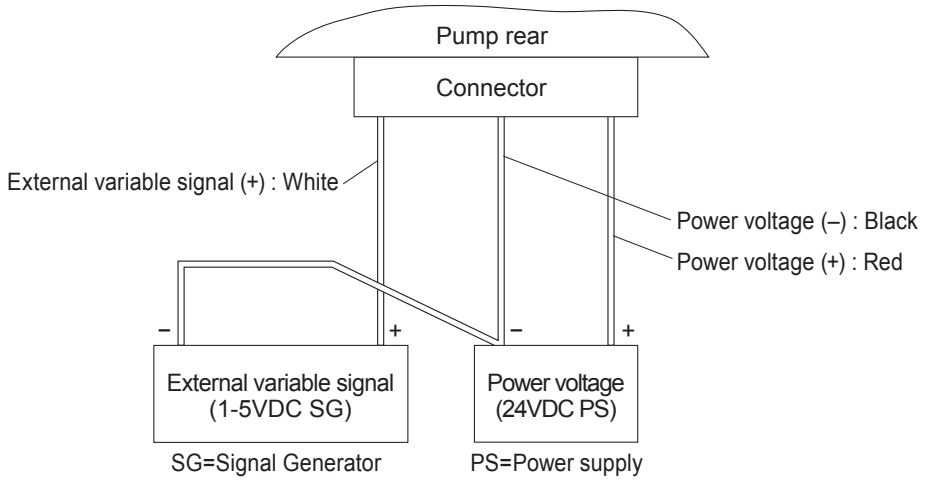 Pump rear
Connector
External variable signal (+) : White
Power voltage (–) : Black
Power voltage (+) : Red
– + – +
External variable signal
(1-5VDC SG)
Power voltage
(24VDC PS)
SG=Signal Generator
PS=Power supply